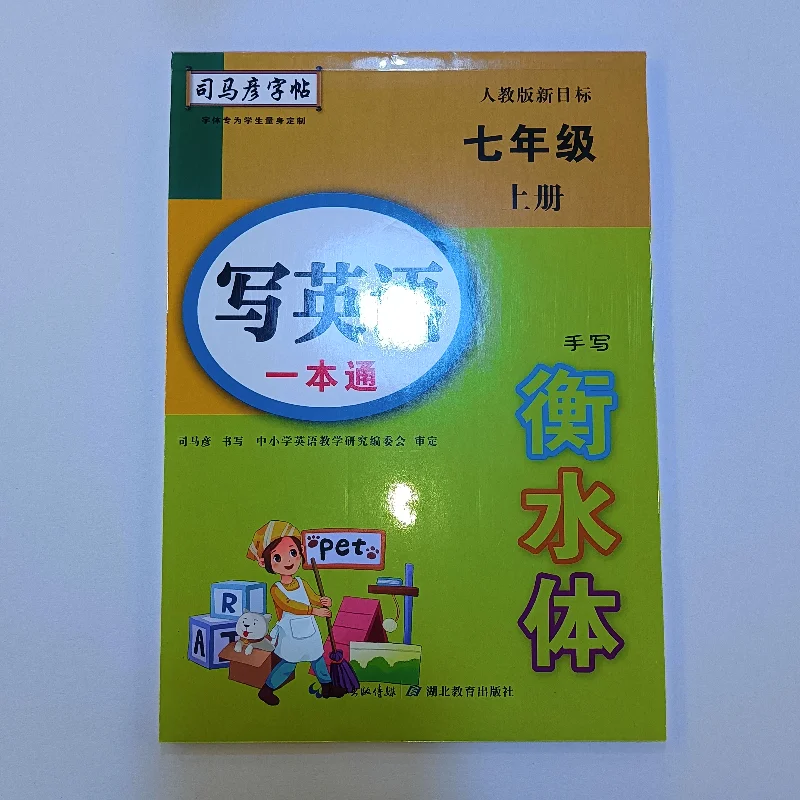 司马彦字帖
字体专为学生量身定制
人教版新目标
七年级
上册
写英语
一本通
手写
衡水体
司马彦 书写 中小学英语教学研究编委会 审定
pet
R
A
T
湖北教育出版社